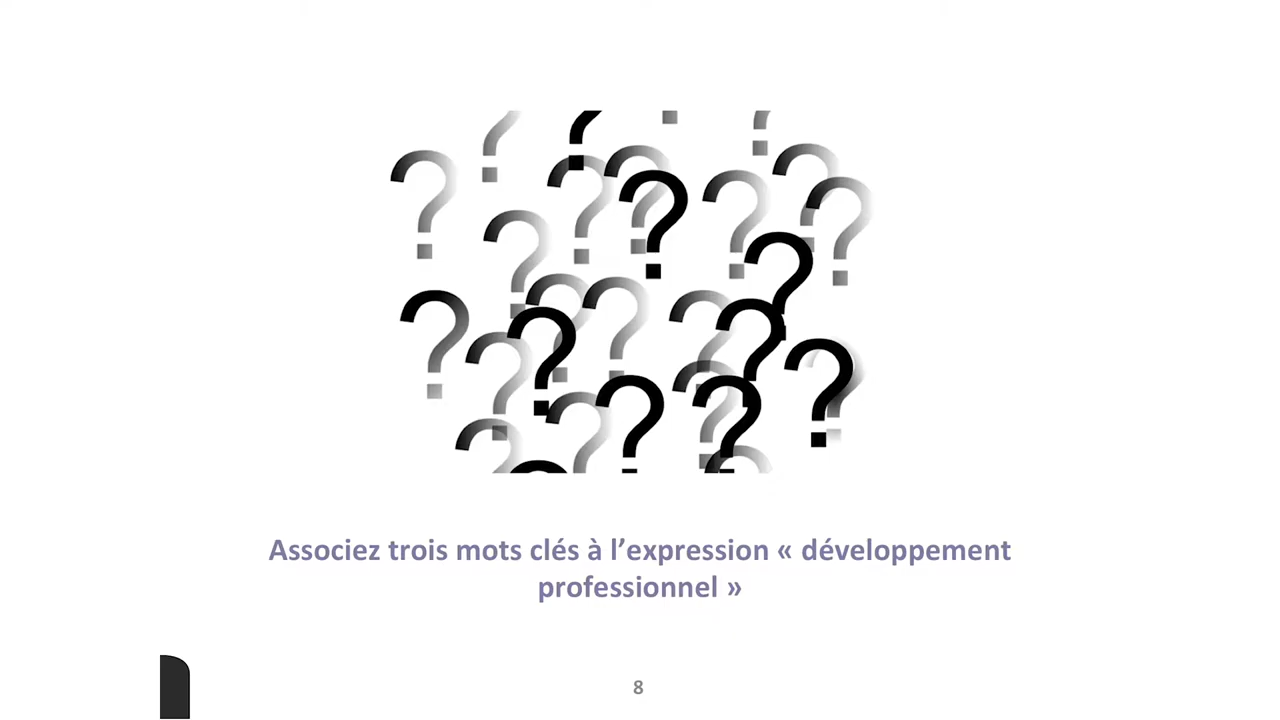 Associez trois mots clés à l’expression « développement
professionnel »
8